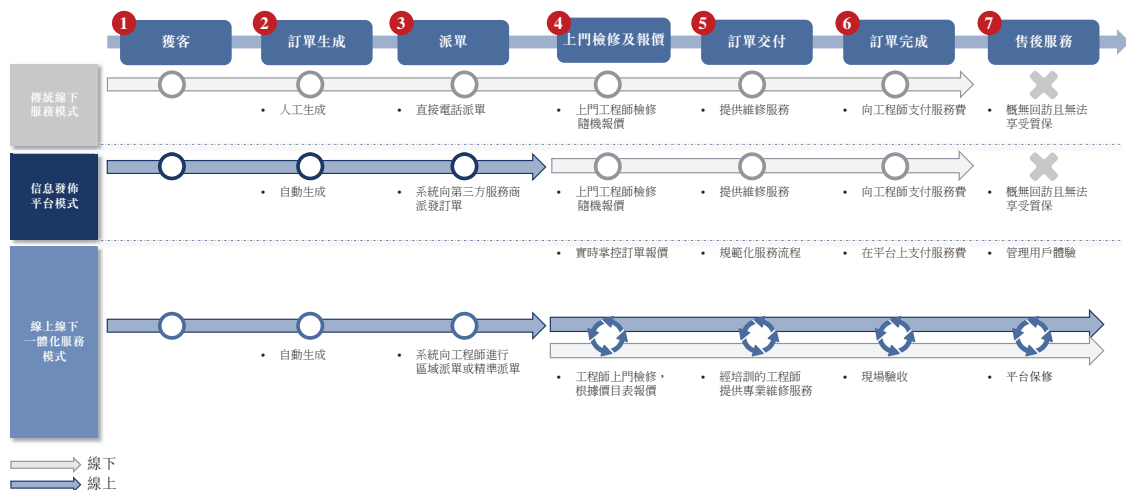 1
獲客
2
訂單生成
3
派單
4
上門檢修及報價
5
訂單交付
6
訂單完成
7
售後服務
傳統線下
服務模式
• 人工生成
• 直接電話派單
• 上門工程師檢修
隨機報價
• 提供維修服務
• 向工程師支付服務費
• 概無回訪且無法
享受質保
信息發佈
平台模式
• 自動生成
• 系統向第三方服務商
派發訂單
• 上門工程師檢修
隨機報價
• 提供維修服務
• 向工程師支付服務費
• 概無回訪且無法
享受質保
線上線下
一體化服務
模式
• 實時掌控訂單報價
• 規範化服務流程
• 在平台上支付服務費
• 管理用戶體驗
• 自動生成
• 系統向工程師進行
區域派單或精準派單
• 工程師上門檢修，
根據價目表報價
• 經培訓的工程師
提供專業維修服務
• 現場驗收
• 平台保修
線下
線上